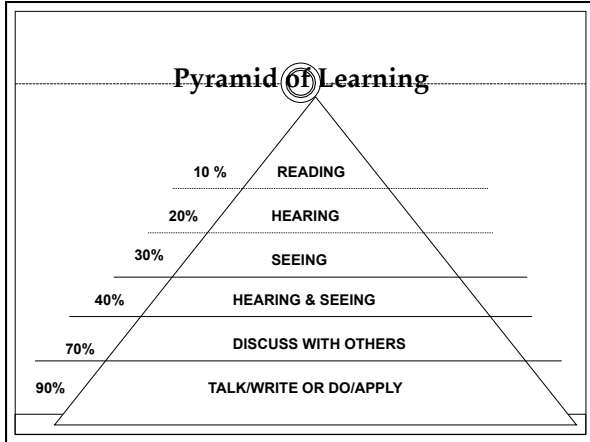 Pyramid of Learning
10 % READING
20% HEARING
30% SEEING
40% HEARING & SEEING
70% DISCUSS WITH OTHERS
90% TALK/WRITE OR DO/APPLY